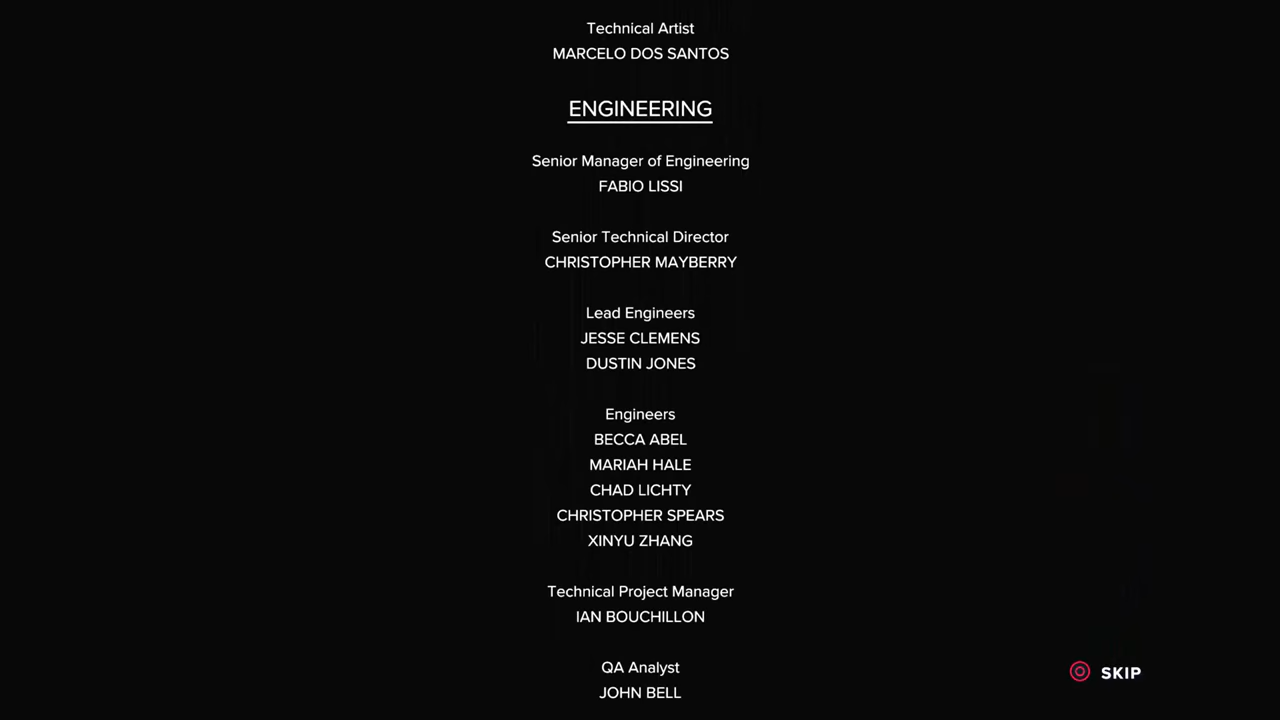 Technical Artist
MARCELO DOS SANTOS
ENGINEERING
Senior Manager of Engineering
FABIO LISSI
Senior Technical Director
CHRISTOPHER MAYBERRY
Lead Engineers
JESSE CLEMENS
DUSTIN JONES
Engineers
BECCA ABEL
MARIAH HALE
CHAD LICHTY
CHRISTOPHER SPEARS
XINYU ZHANG
Technical Project Manager
IAN BOUCHILLON
QA Analyst
JOHN BELL
SKIP